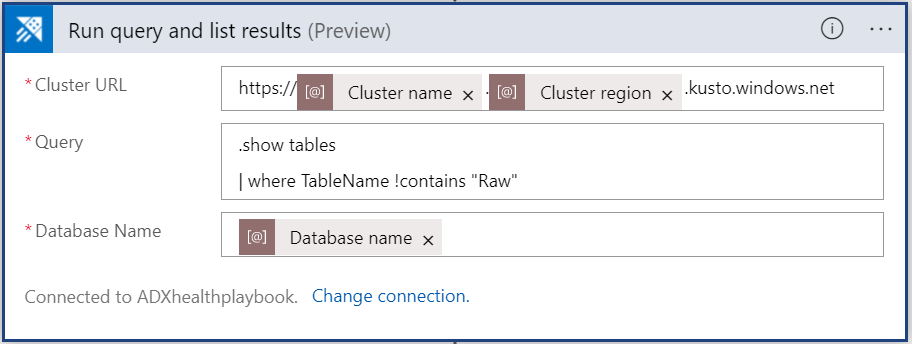 Run query and list results (Preview)
* Cluster URL
https:// [@] Cluster name × . [@] Cluster region × .kusto.windows.net
* Query
.show tables
| where TableName !contains "Raw"
* Database Name
[@] Database name ×
Connected to ADXhealthplaybook. Change connection.